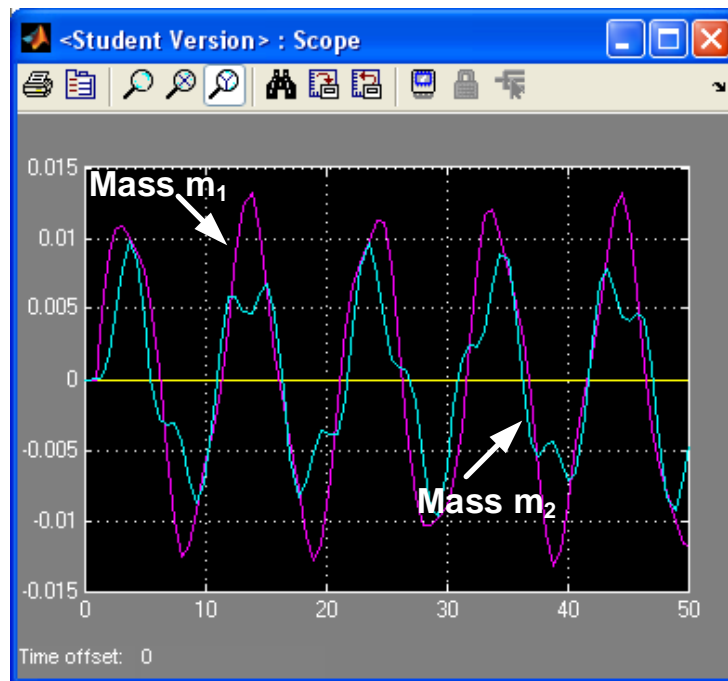 <Student Version> : Scope
0.015
Mass m₁
0.01
0.005
0
-0.005
Mass m₂
-0.01
-0.015
0 10 20 30 40 50
Time offset: 0